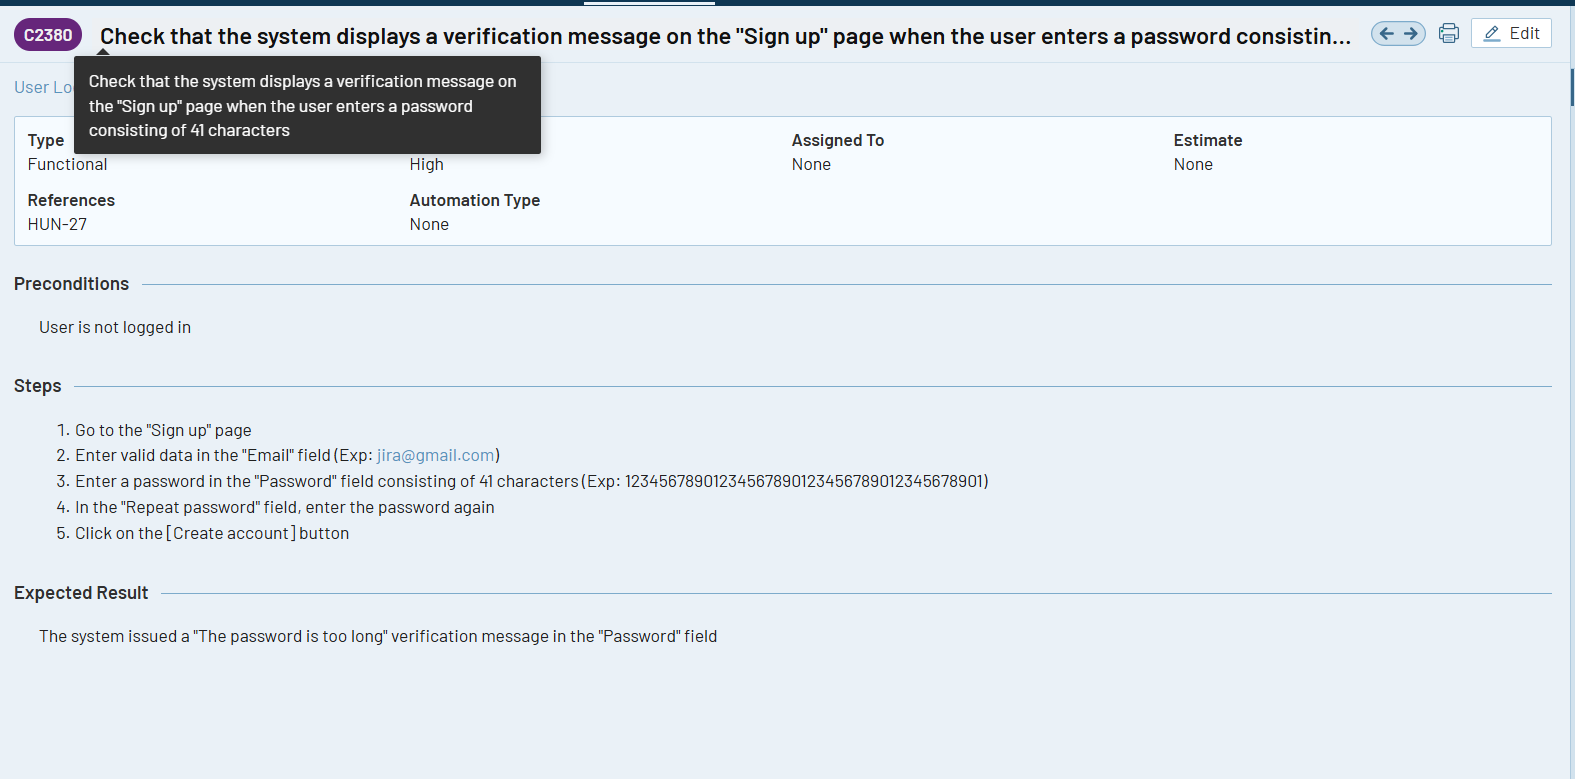 C2380
Check that the system displays a verification message on the "Sign up" page when the user enters a password consistin...
Edit
Check that the system displays a verification message on
the "Sign up" page when the user enters a password
consisting of 41 characters
User
Type
Assigned To
Estimate
Functional
High
None
None
References
Automation Type
HUN-27
None
Preconditions
User is not logged in
Steps
1. Go to the "Sign up" page
2. Enter valid data in the "Email" field (Exp: jira@gmail.com)
3. Enter a password in the "Password" field consisting of 41 characters (Exp: 12345678901234567890123456789012345678901)
4. In the "Repeat password" field, enter the password again
5. Click on the [Create account] button
Expected Result
The system issued a "The password is too long" verification message in the "Password" field